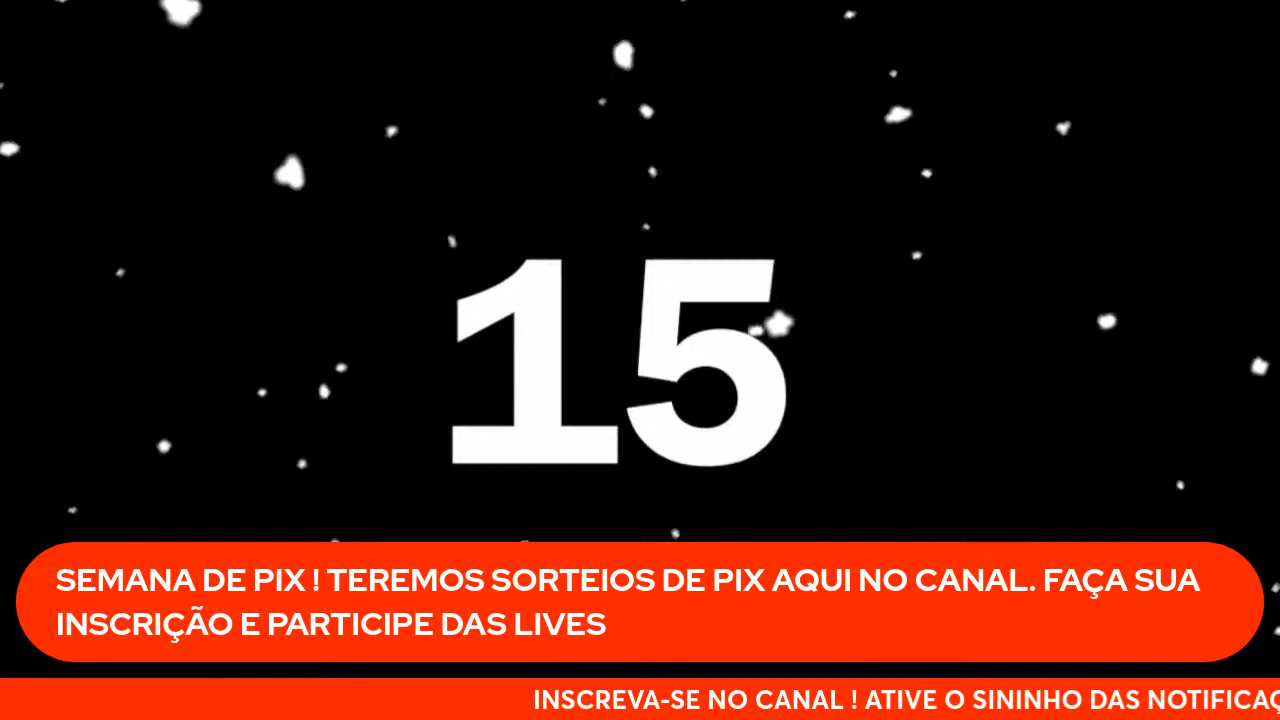 15
SEMANA DE PIX ! TEREMOS SORTEIOS DE PIX AQUI NO CANAL. FAÇA SUA
INSCRIÇÃO E PARTICIPE DAS LIVES
INSCREVA-SE NO CANAL ! ATIVE O SININHO DAS